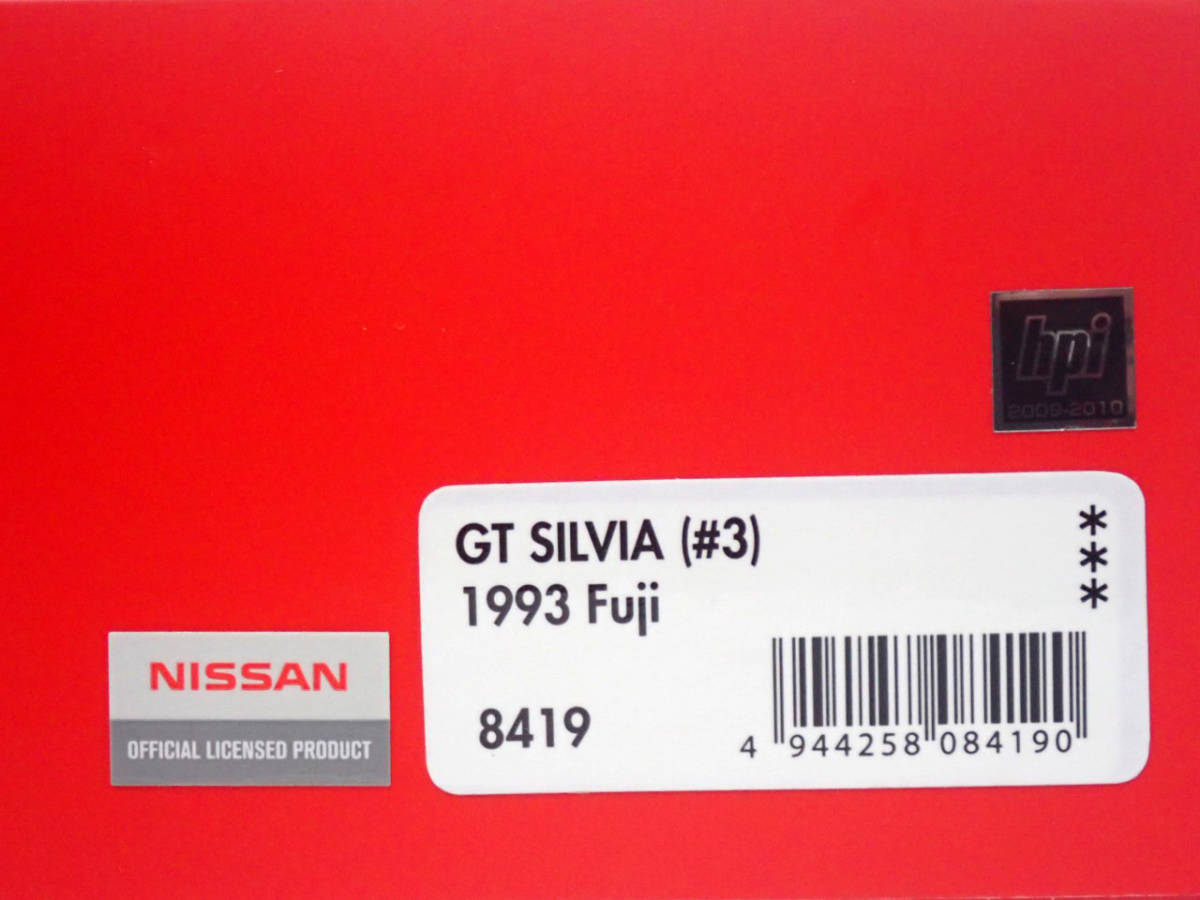 hpi
2009-2010
GT SILVIA (#3)
1993 Fuji
***
8419
4 944258 084190
NISSAN
OFFICIAL LICENSED PRODUCT